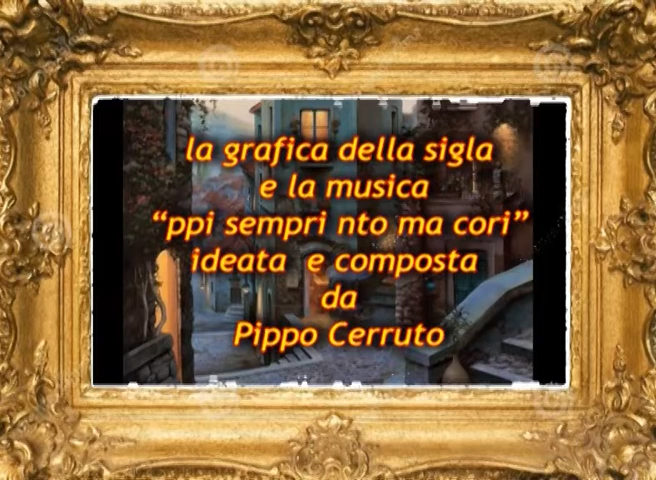 la grafica della sigla
e la musica
“ppi sempri nto ma cori”
ideata e composta
da
Pippo Cerruto